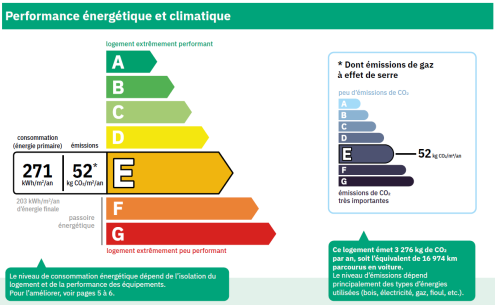 Performance énergétique et climatique
logement extrêmement performant
A
B
C
D
consommation
(énergie primaire)
émissions
271
kWh/m²/an
52*
kg CO₂/m²/an
E
203 kWh/m²/an
d'énergie finale
passoire
énergétique
F
G
logement extrêmement peu performant
Le niveau de consommation énergétique dépend de l'isolation du
logement et de la performance des équipements.
Pour l'améliorer, voir pages 5 à 6.
* Dont émissions de gaz
à effet de serre
peu d'émissions de CO₂
A
B
C
D
E
52 kg CO₂/m²/an
F
G
émissions de CO₂
très importantes
Ce logement émet 3 276 kg de CO₂
par an, soit l'équivalent de 16 974 km
parcourus en voiture.
Le niveau d'émissions dépend
principalement des types d'énergies
utilisées (bois, électricité, gaz, fioul, etc.).